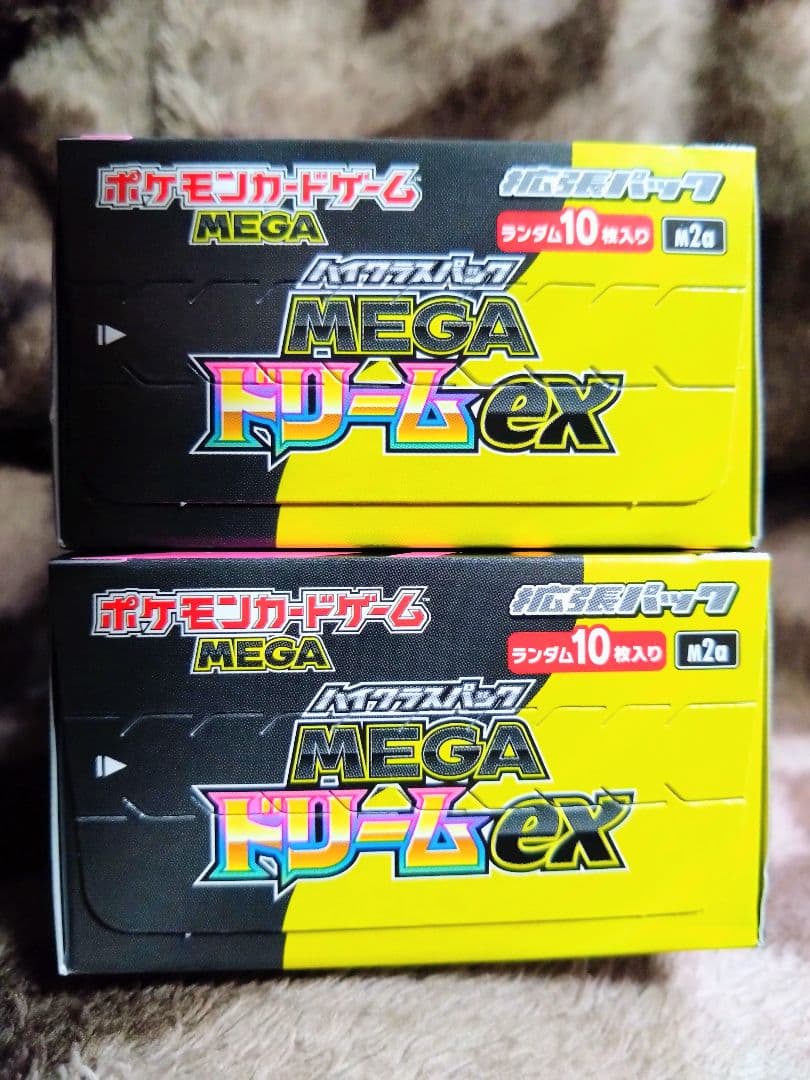 ポケモンカードゲーム
MEGA
拡張パック
ランダム10枚入り M2a
ハイクラスパック
MEGA
ドリームex
ポケモンカードゲーム
MEGA
拡張パック
ランダム10枚入り M2a
ハイクラスパック
MEGA
ドリームex